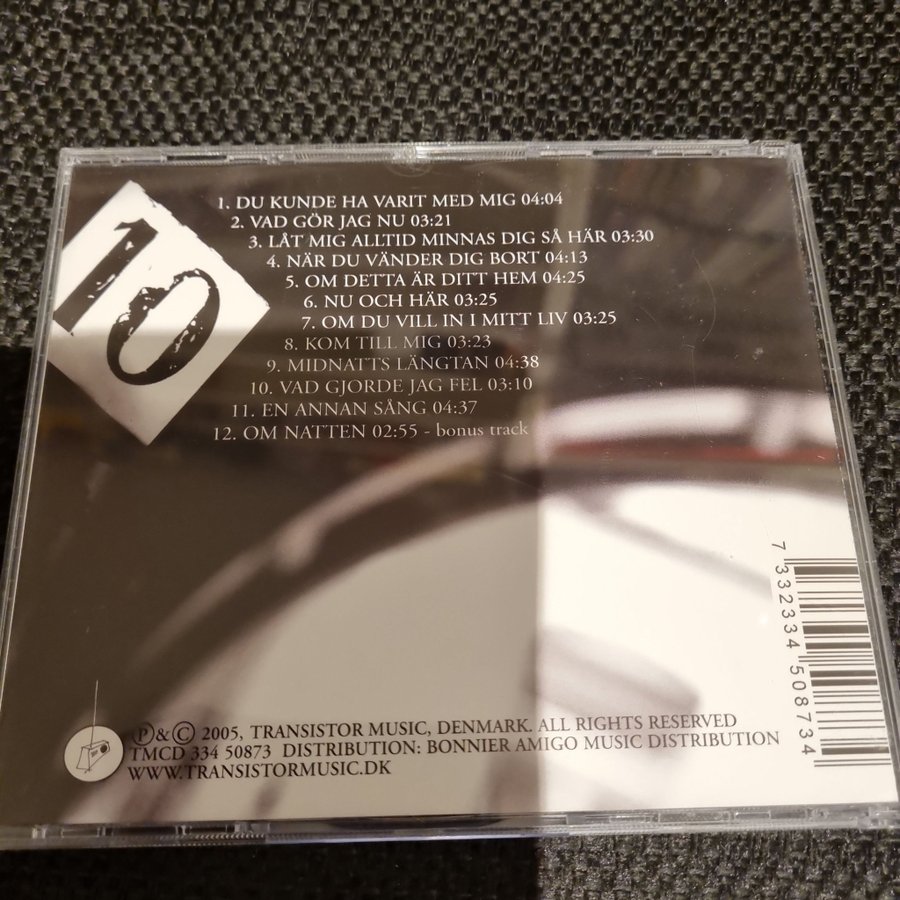 10
1. DU KUNDE HA VARIT MED MIG 04:04
2. VAD GÖR JAG NU 03:21
3. LÅT MIG ALLTID MINNAS DIG SÅ HÄR 03:30
4. NÄR DU VÄNDER DIG BORT 04:13
5. OM DETTA ÄR DITT HEM 04:25
6. NU OCH HÄR 03:25
7. OM DU VILL IN I MITT LIV 03:25
8. KOM TILL MIG 03:23
9. MIDNATTS LÄNGTAN 04:38
10. VAD GJORDE JAG FEL 03:10
11. EN ANNAN SÅNG 04:37
12. OM NATTEN 02:55 - bonus track
7 332334 508734
Ⓟ&© 2005, TRANSISTOR MUSIC, DENMARK. ALL RIGHTS RESERVED
TMCD 334 50873 DISTRIBUTION: BONNIER AMIGO MUSIC DISTRIBUTION
WWW.TRANSISTORMUSIC.DK